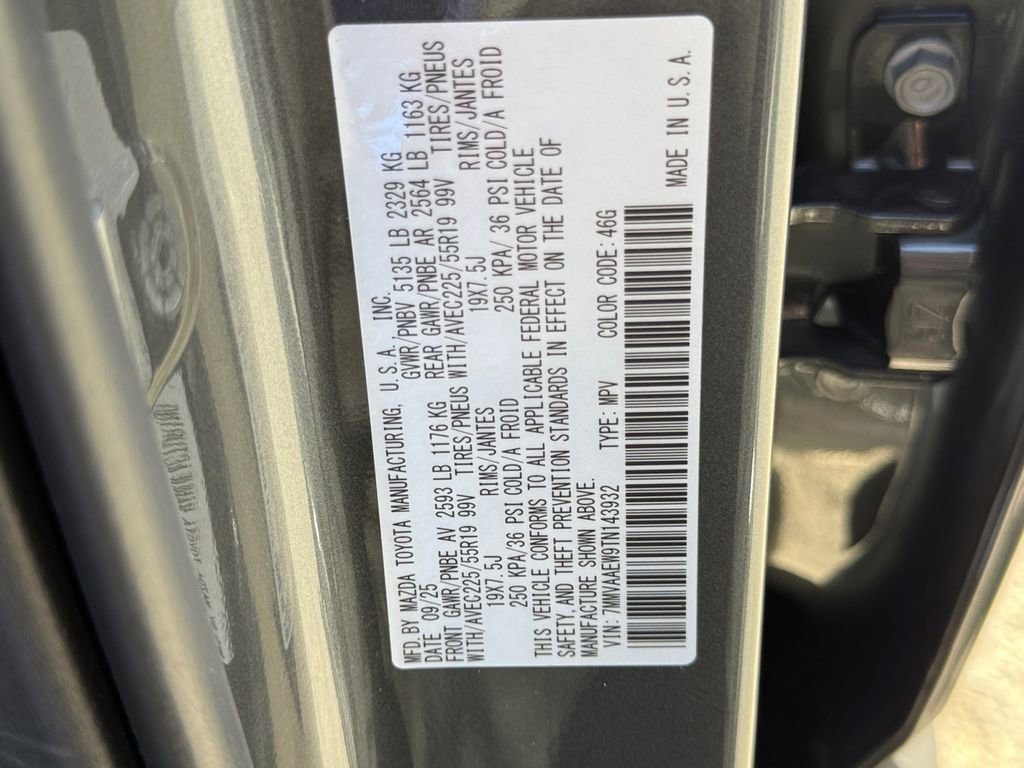 MFD BY MAZDA TOYOTA MANUFACTURING, U.S.A. INC.
DATE 09/25 GVWR/PNBV 5135 LB 2329 KG
FRONT GAWR/PNBE AV 2593 LB 1176 KG REAR GAWR/PNBE AR 2564 LB 1163 KG
WITH/AVEC225/55R19 99V TIRES/PNEUS WITH/AVEC225/55R19 99V TIRES/PNEUS
19X7.5J RIMS/JANTES 19X7.5J RIMS/JANTES
250 KPA/36 PSI COLD/A FROID 250 KPA/ 36 PSI COLD/A FROID
THIS VEHICLE CONFORMS TO ALL APPLICABLE FEDERAL MOTOR VEHICLE
SAFETY, AND THEFT PREVENTION STANDARDS IN EFFECT ON THE DATE OF
MANUFACTURE SHOWN ABOVE.
VIN:7MMVAAEW9TN143932 TYPE:MPV COLOR CODE:46G
MADE IN U.S.A.